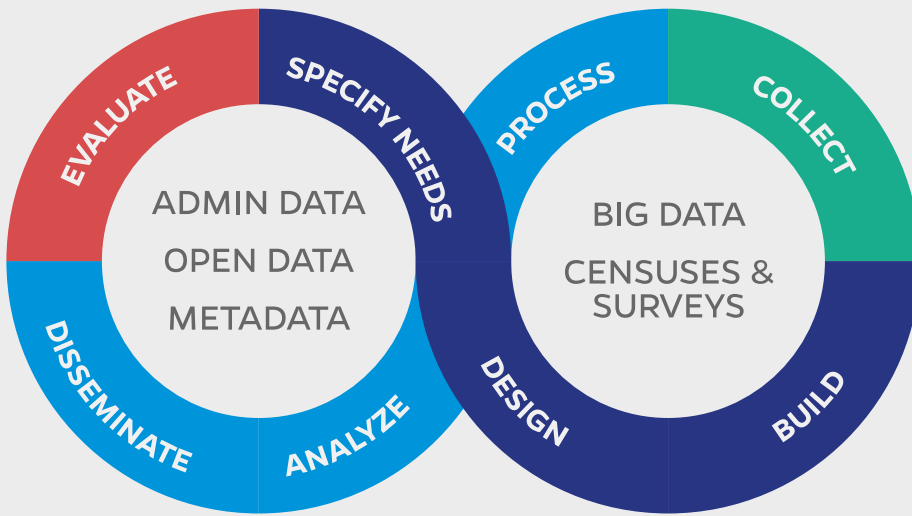 EVALUATE
SPECIFY NEEDS
PROCESS
COLLECT
ADMIN DATA
OPEN DATA
METADATA
BIG DATA
CENSUSES &
SURVEYS
DISSEMINATE
ANALYZE
DESIGN
BUILD